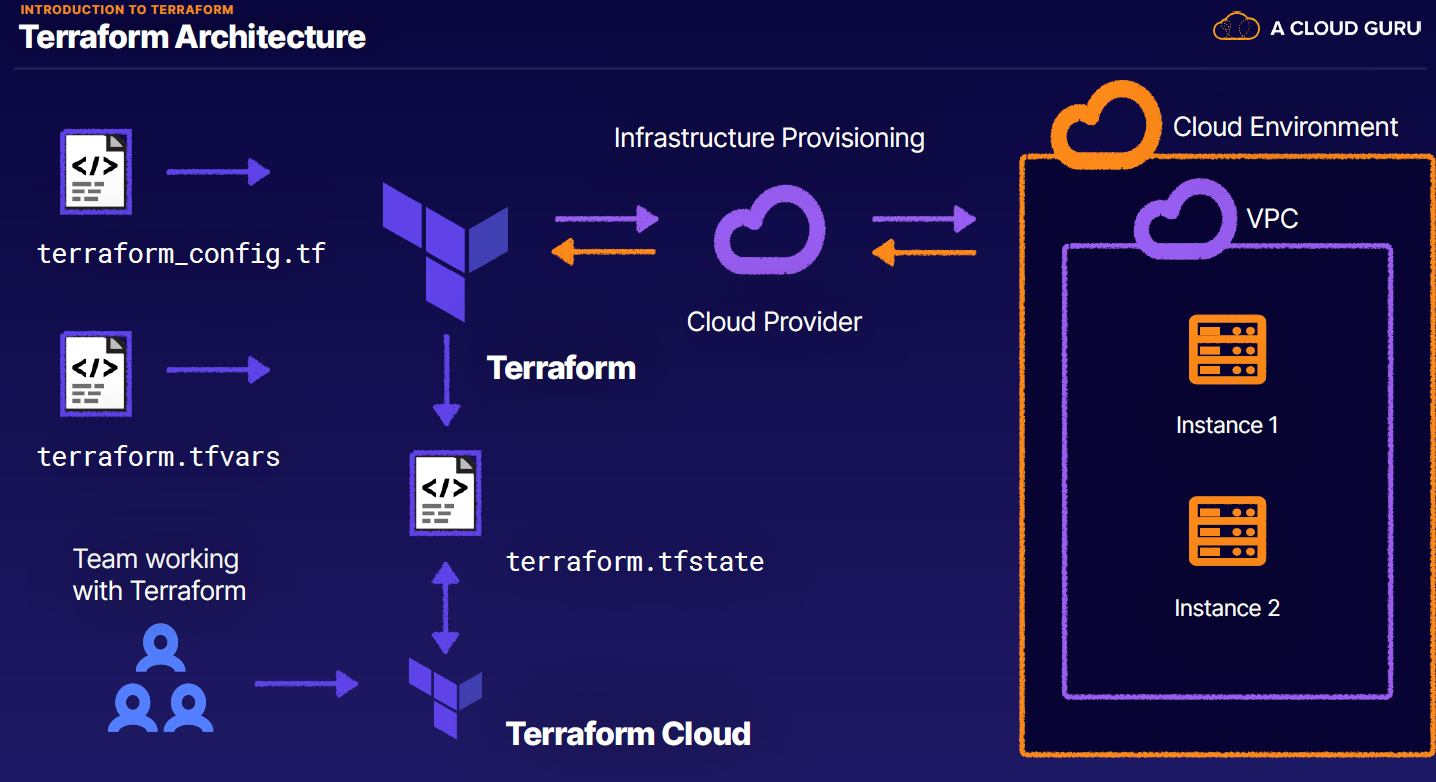 INTRODUCTION TO TERRAFORM
Terraform Architecture
A CLOUD GURU
</>
terraform_config.tf
</>
terraform.tfvars
Team working
with Terraform
Terraform
</>
terraform.tfstate
Terraform Cloud
Infrastructure Provisioning
Cloud Provider
Cloud Environment
VPC
Instance 1
Instance 2